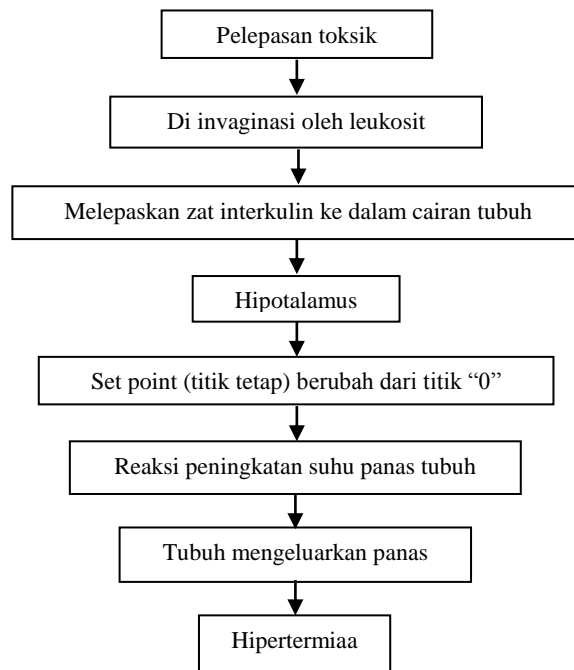 Pelepasan toksik
Di invaginasi oleh leukosit
Melepaskan zat interkulin ke dalam cairan tubuh
Hipotalamus
Set point (titik tetap) berubah dari titik “0”
Reaksi peningkatan suhu panas tubuh
Tubuh mengeluarkan panas
Hipertermiaa